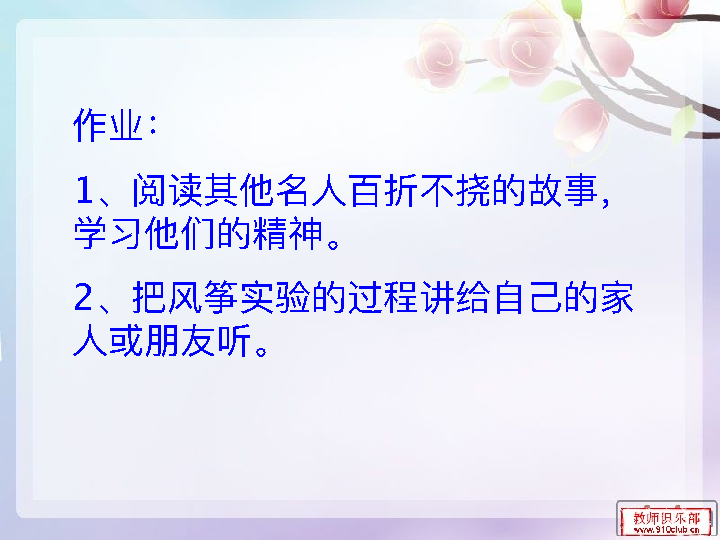 作业：
1、阅读其他名人百折不挠的故事，
学习他们的精神。
2、把风筝实验的过程讲给自己的家
人或朋友听。
教师俱乐部
www.910club.cn